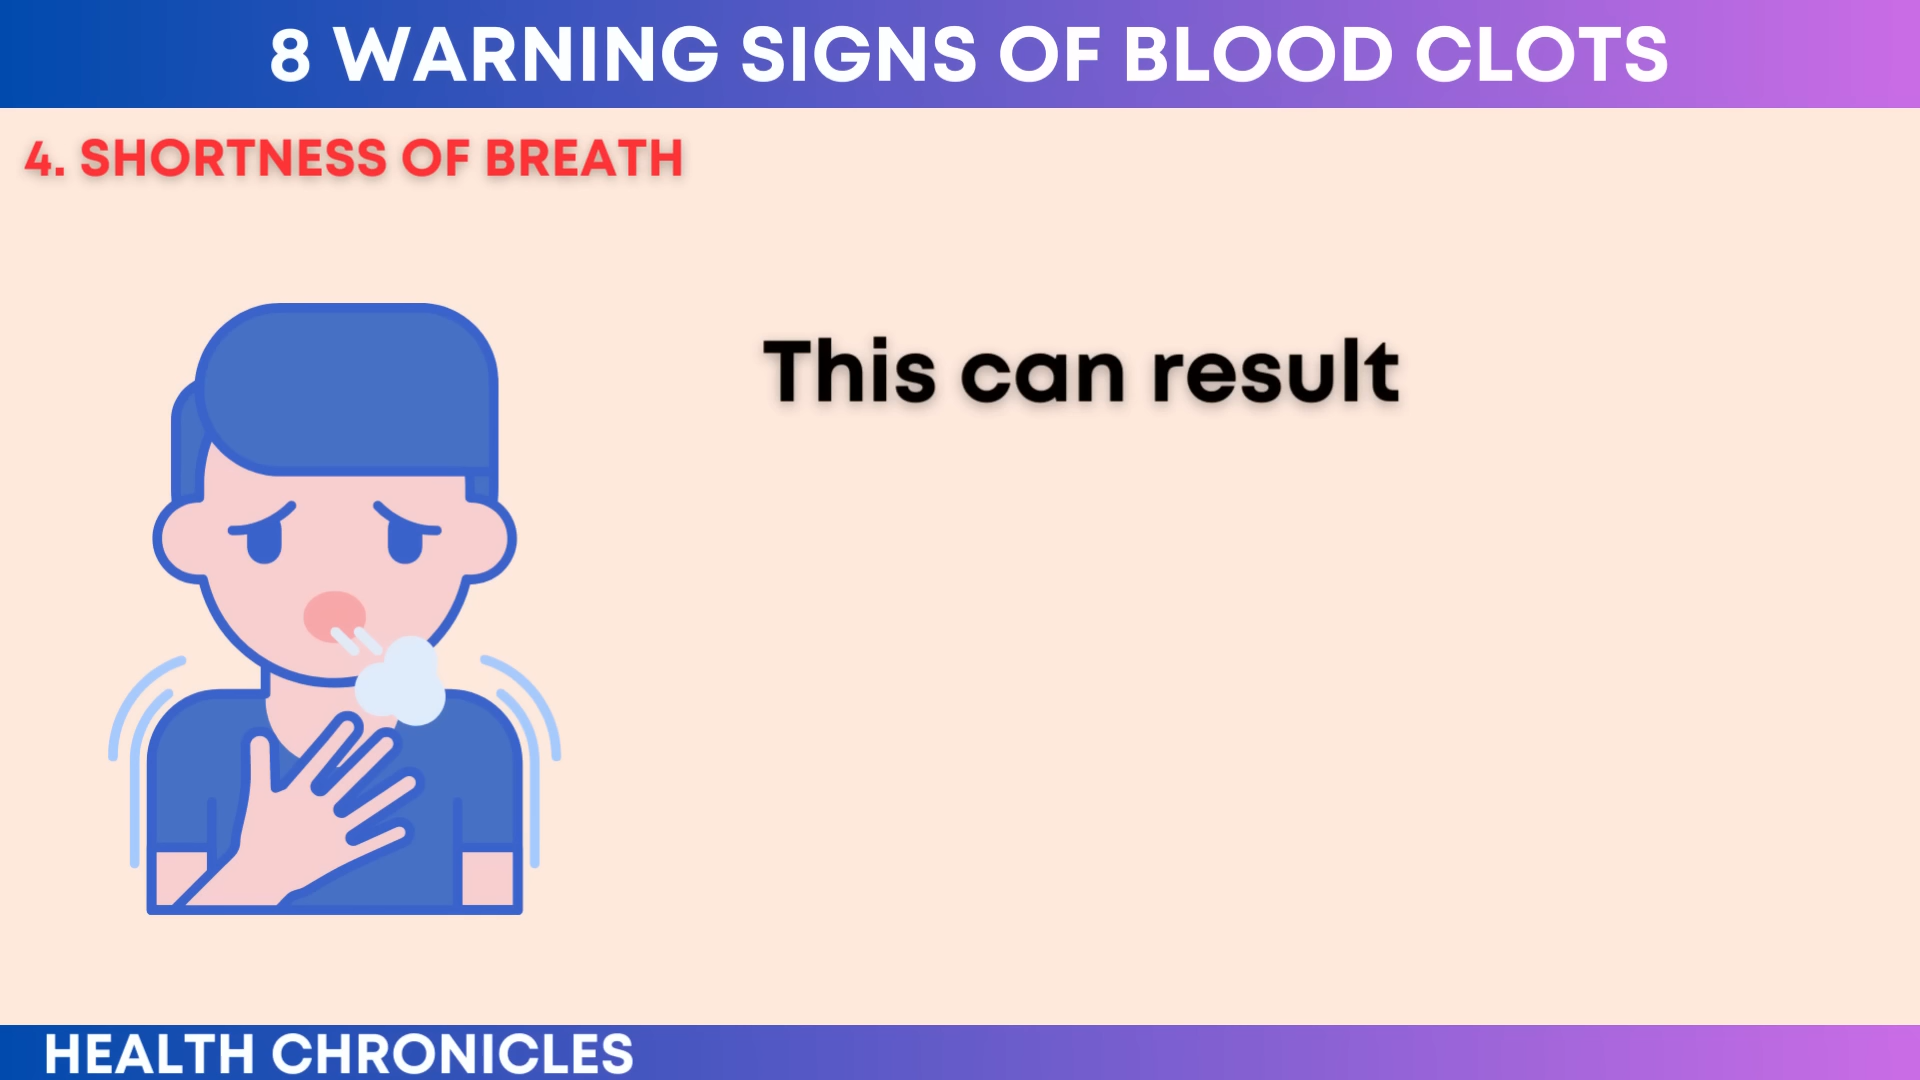 8 WARNING SIGNS OF BLOOD CLOTS
4. SHORTNESS OF BREATH
This can result
HEALTH CHRONICLES